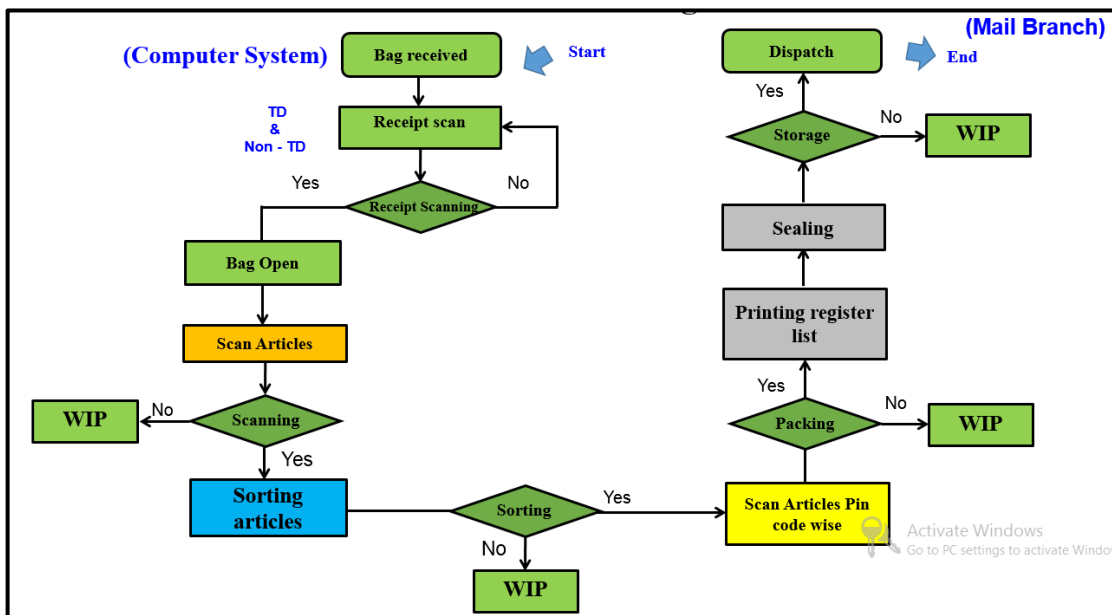 (Mail Branch)
(Computer System)
Bag received
Start
Dispatch
End
TD
&
Non - TD
Receipt scan
Yes
No
Storage
WIP
Yes
No
Receipt Scanning
Sealing
Bag Open
Printing register
list
Scan Articles
Yes
No
WIP
No
Scanning
Packing
WIP
Yes
Sorting
articles
Sorting
Yes
Scan Articles Pin
code wise
No
WIP
Activate Windows
Go to PC settings to activate Window